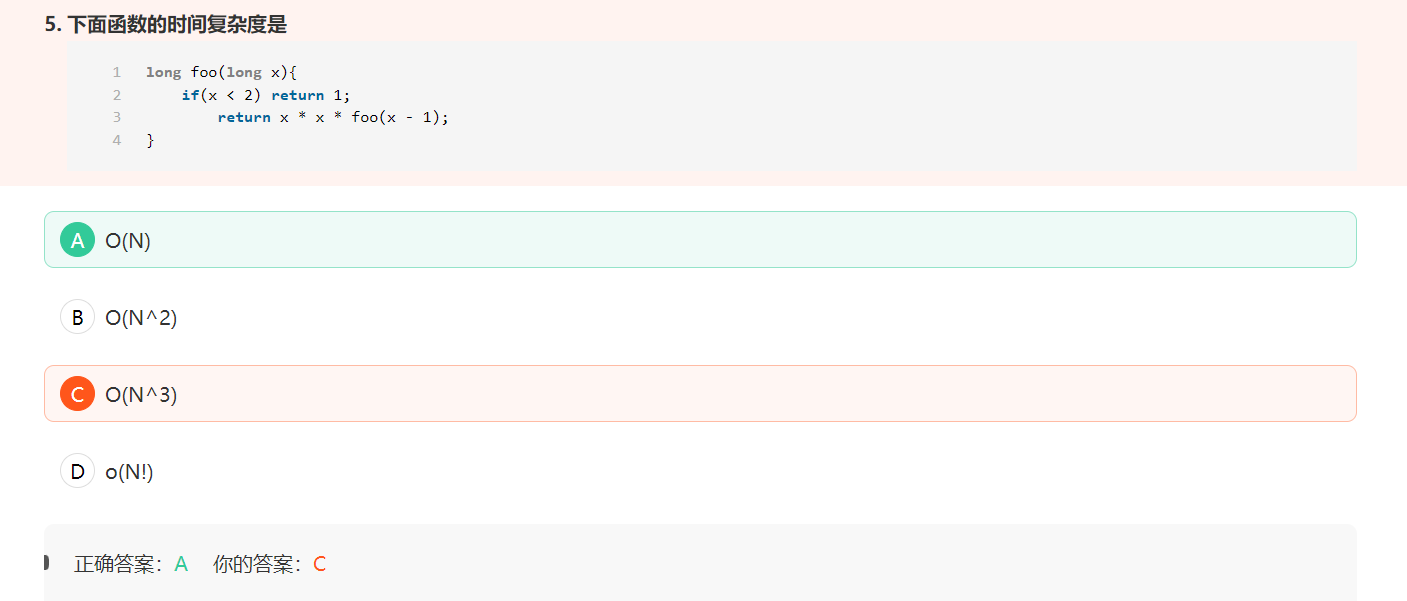 5. 下面函数的时间复杂度是
1 long foo(long x){
2 if(x < 2) return 1;
3 return x * x * foo(x - 1);
4 }
A O(N)
B O(N^2)
C O(N^3)
D o(N!)
正确答案：A 你的答案：C